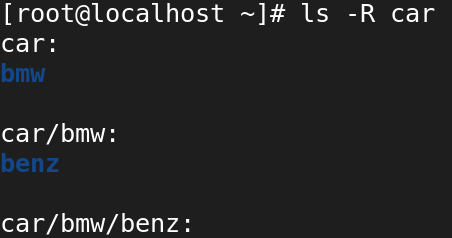 [root@localhost ~]# ls -R car
car:
bmw
car/bmw:
benz
car/bmw/benz: